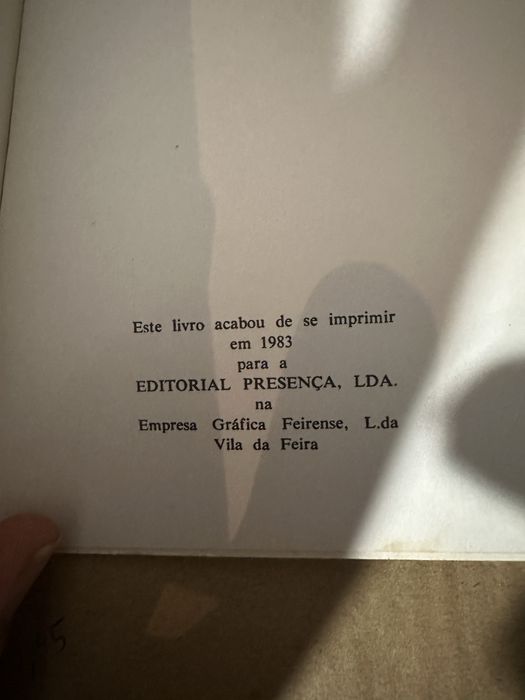 Este livro acabou de se imprimir
em 1983
para a
EDITORIAL PRESENÇA, LDA.
na
Empresa Gráfica Feirense, L.da
Vila da Feira